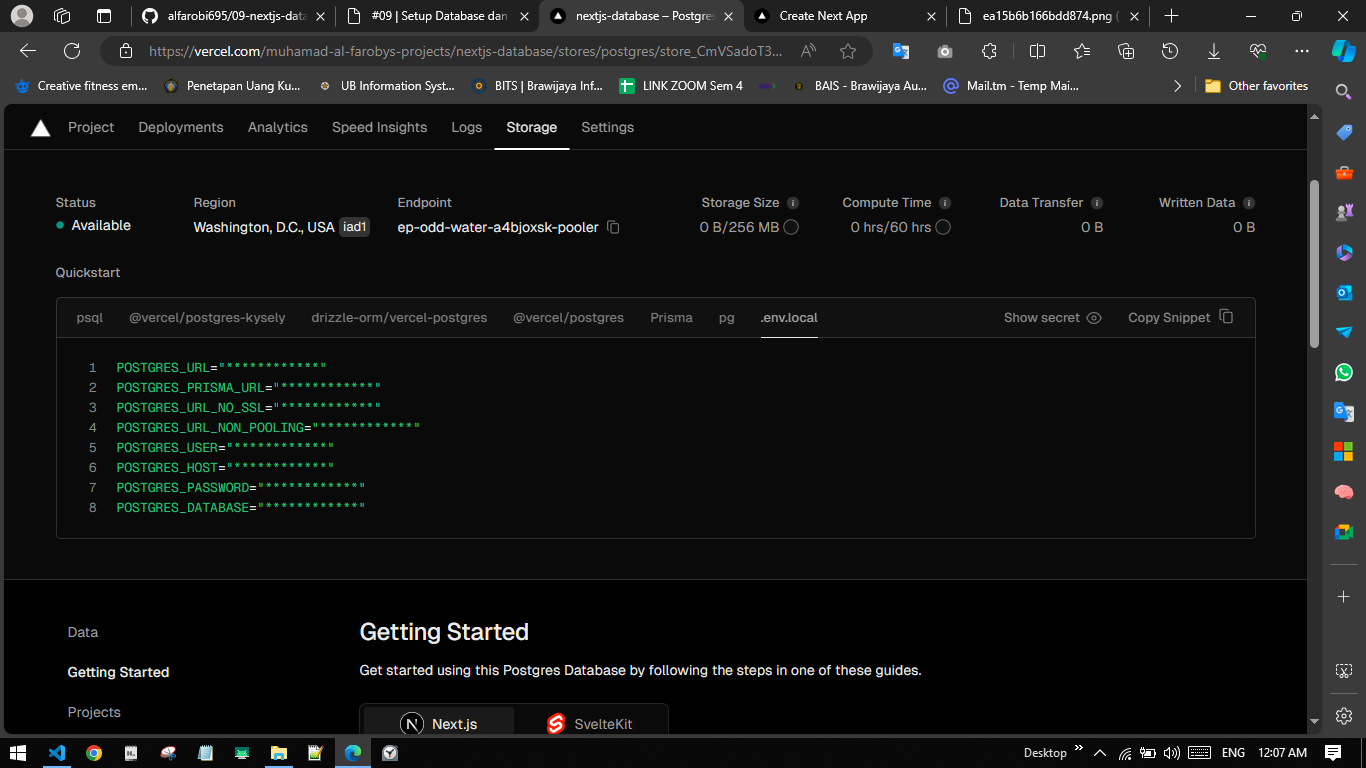 alfarobi695/09-nextjs-data
#09 | Setup Database dan
nextjs-database – Postgres
Create Next App
ea15b6b166bdd874.png (
https://vercel.com/muhamad-al-farobys-projects/nextjs-database/stores/postgres/store_CmVSadoT3...
Creative fitness em...
Penetapan Uang Ku...
UB Information Syst...
BITS | Brawijaya Inf...
LINK ZOOM Sem 4
BAIS - Brawijaya Au...
Mail.tm - Temp Mai...
Other favorites
Project Deployments Analytics Speed Insights Logs Storage Settings
Status Region Endpoint Storage Size Compute Time Data Transfer Written Data
Available Washington, D.C., USA iad1 ep-odd-water-a4bjoxsk-pooler 0 B/256 MB 0 hrs/60 hrs 0 B 0 B
Quickstart
psql @vercel/postgres-kysely drizzle-orm/vercel-postgres @vercel/postgres Prisma pg .env.local Show secret Copy Snippet
1 POSTGRES_URL="************"
2 POSTGRES_PRISMA_URL="************"
3 POSTGRES_URL_NO_SSL="************"
4 POSTGRES_URL_NON_POOLING="************"
5 POSTGRES_USER="************"
6 POSTGRES_HOST="************"
7 POSTGRES_PASSWORD="************"
8 POSTGRES_DATABASE="************"
Data
Getting Started
Projects
Getting Started
Get started using this Postgres Database by following the steps in one of these guides.
Next.js
SvelteKit
Desktop
ENG
12:07 AM